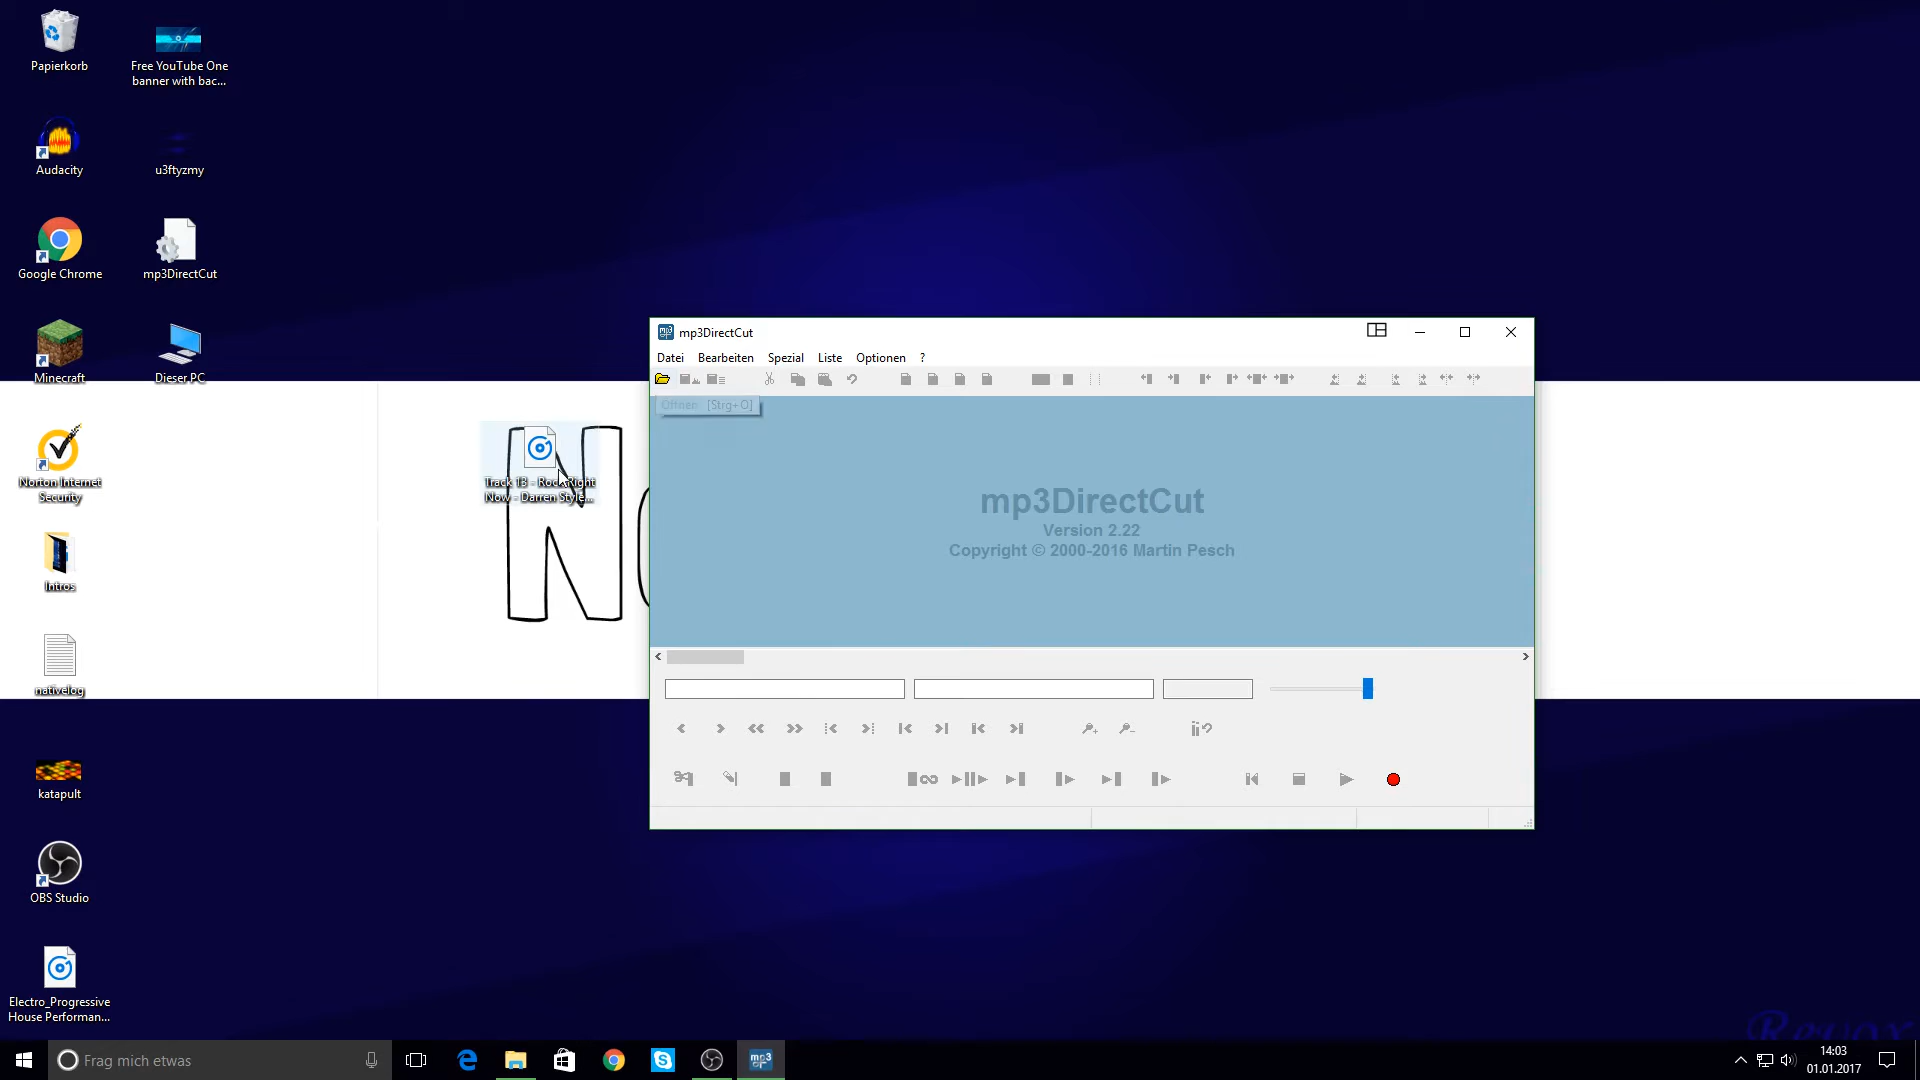 Papierkorb
Free YouTube One
banner with bac...
Audacity
u3ftyzmy
Google Chrome
mp3DirectCut
Minecraft
Dieser PC
Norton Internet
Security
Intros
nativelog
katapult
OBS Studio
Electro_Progressive
House Performan...
Track 13 - Rock Right
Now - Darren Style...
N
mp3DirectCut
Datei Bearbeiten Spezial Liste Optionen ?
Öffnen [Strg+O]
mp3DirectCut
Version 2.22
Copyright © 2000-2016 Martin Pesch
Revox
Frag mich etwas
14:03
01.01.2017